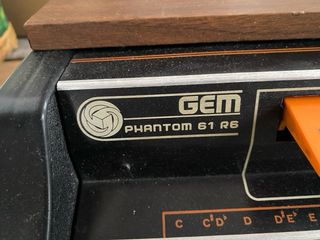 GEM
PHANTOM 61 R6
C C♯D♭ D D♯E♭ E